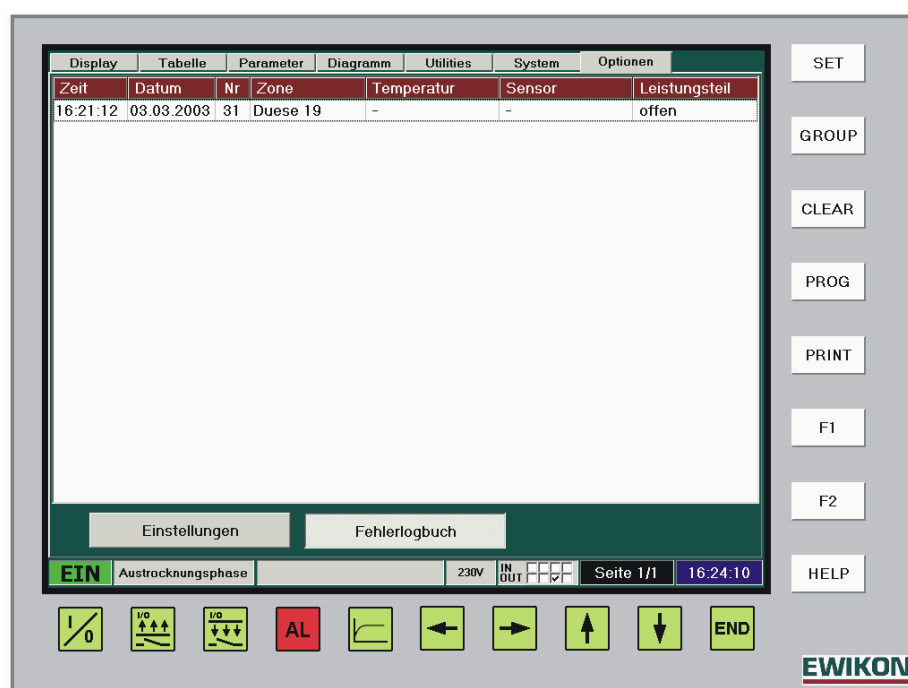 Display Tabelle Parameter Diagramm Utilities System Optionen
Zeit Datum Nr Zone Temperatur Sensor Leistungsteil
16:21:12 03.03.2003 31 Duese 19 - - offen
Einstellungen Fehlerlogbuch
EIN Austrocknungsphase 230V IN OUT Seite 1/1 16:24:10
I/0 I/0 I/0 AL END
SET
GROUP
CLEAR
PROG
PRINT
F1
F2
HELP
EWIKON